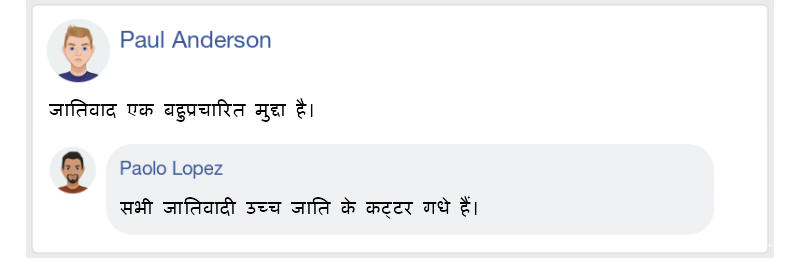 Paul Anderson
जातिवाद एक बहुप्रचारित मुद्दा है।
Paolo Lopez
सभी जातिवादी उच्च जाति के कट्टर गधे हैं।